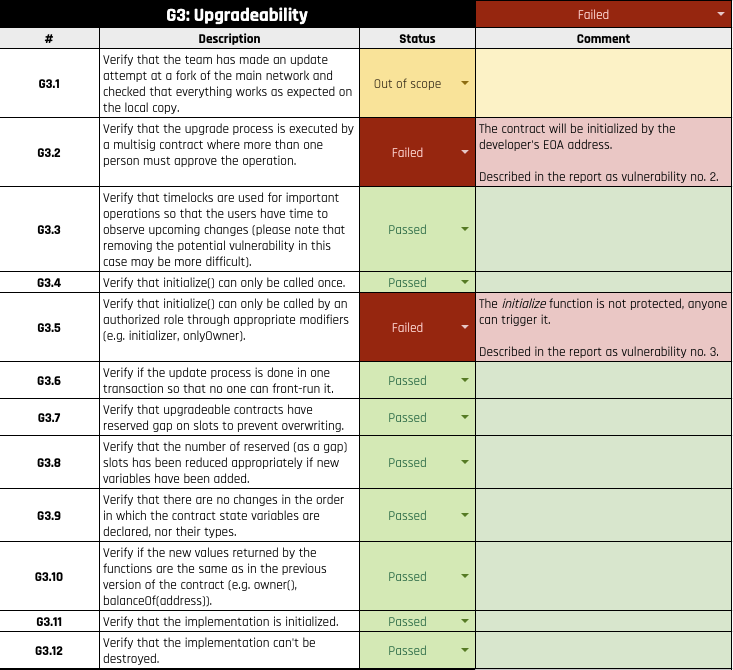 G3: Upgradeability
Failed
# Description Status Comment
G3.1
Verify that the team has made an update
attempt at a fork of the main network and
checked that everything works as expected on
the local copy.
Out of scope
G3.2
Verify that the upgrade process is executed by
a multisig contract where more than one
person must approve the operation.
Failed
The contract will be initialized by the
developer's EOA address.
Described in the report as vulnerability no. 2.
G3.3
Verify that timelocks are used for important
operations so that the users have time to
observe upcoming changes (please note that
removing the potential vulnerability in this
case may be more difficult).
Passed
G3.4
Verify that initialize() can only be called once.
Passed
G3.5
Verify that initialize() can only be called by an
authorized role through appropriate modifiers
(e.g. initializer, onlyOwner).
Failed
The initialize function is not protected, anyone
can trigger it.
Described in the report as vulnerability no. 3.
G3.6
Verify if the update process is done in one
transaction so that no one can front-run it.
Passed
G3.7
Verify that upgradeable contracts have
reserved gap on slots to prevent overwriting.
Passed
G3.8
Verify that the number of reserved (as a gap)
slots has been reduced appropriately if new
variables have been added.
Passed
G3.9
Verify that there are no changes in the order
in which the contract state variables are
declared, nor their types.
Passed
G3.10
Verify if the new values returned by the
functions are the same as in the previous
version of the contract (e.g. owner(),
balanceOf(address)).
Passed
G3.11
Verify that the implementation is initialized.
Passed
G3.12
Verify that the implementation can't be
destroyed.
Passed